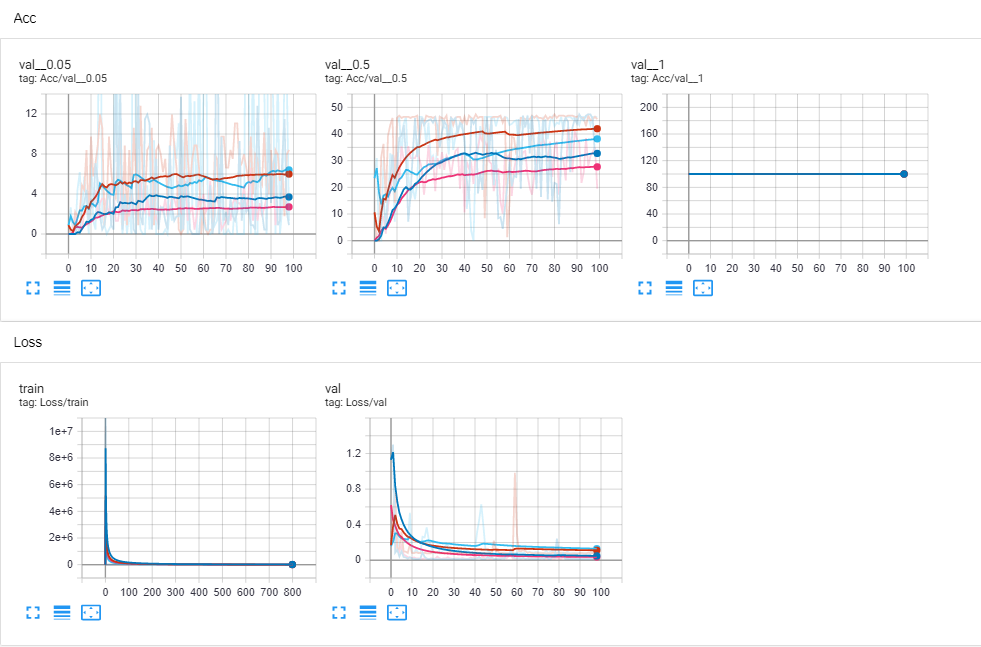 Acc
val__0.05
tag: Acc/val__0.05
12
8
4
0
0 10 20 30 40 50 60 70 80 90 100
val__0.5
tag: Acc/val__0.5
50
40
30
20
10
0
0 10 20 30 40 50 60 70 80 90 100
val__1
tag: Acc/val__1
200
160
120
80
40
0
0 10 20 30 40 50 60 70 80 90 100
Loss
train
tag: Loss/train
1e+7
8e+6
6e+6
4e+6
2e+6
0
0 100 200 300 400 500 600 700 800
val
tag: Loss/val
1.2
0.8
0.4
0
0 10 20 30 40 50 60 70 80 90 100